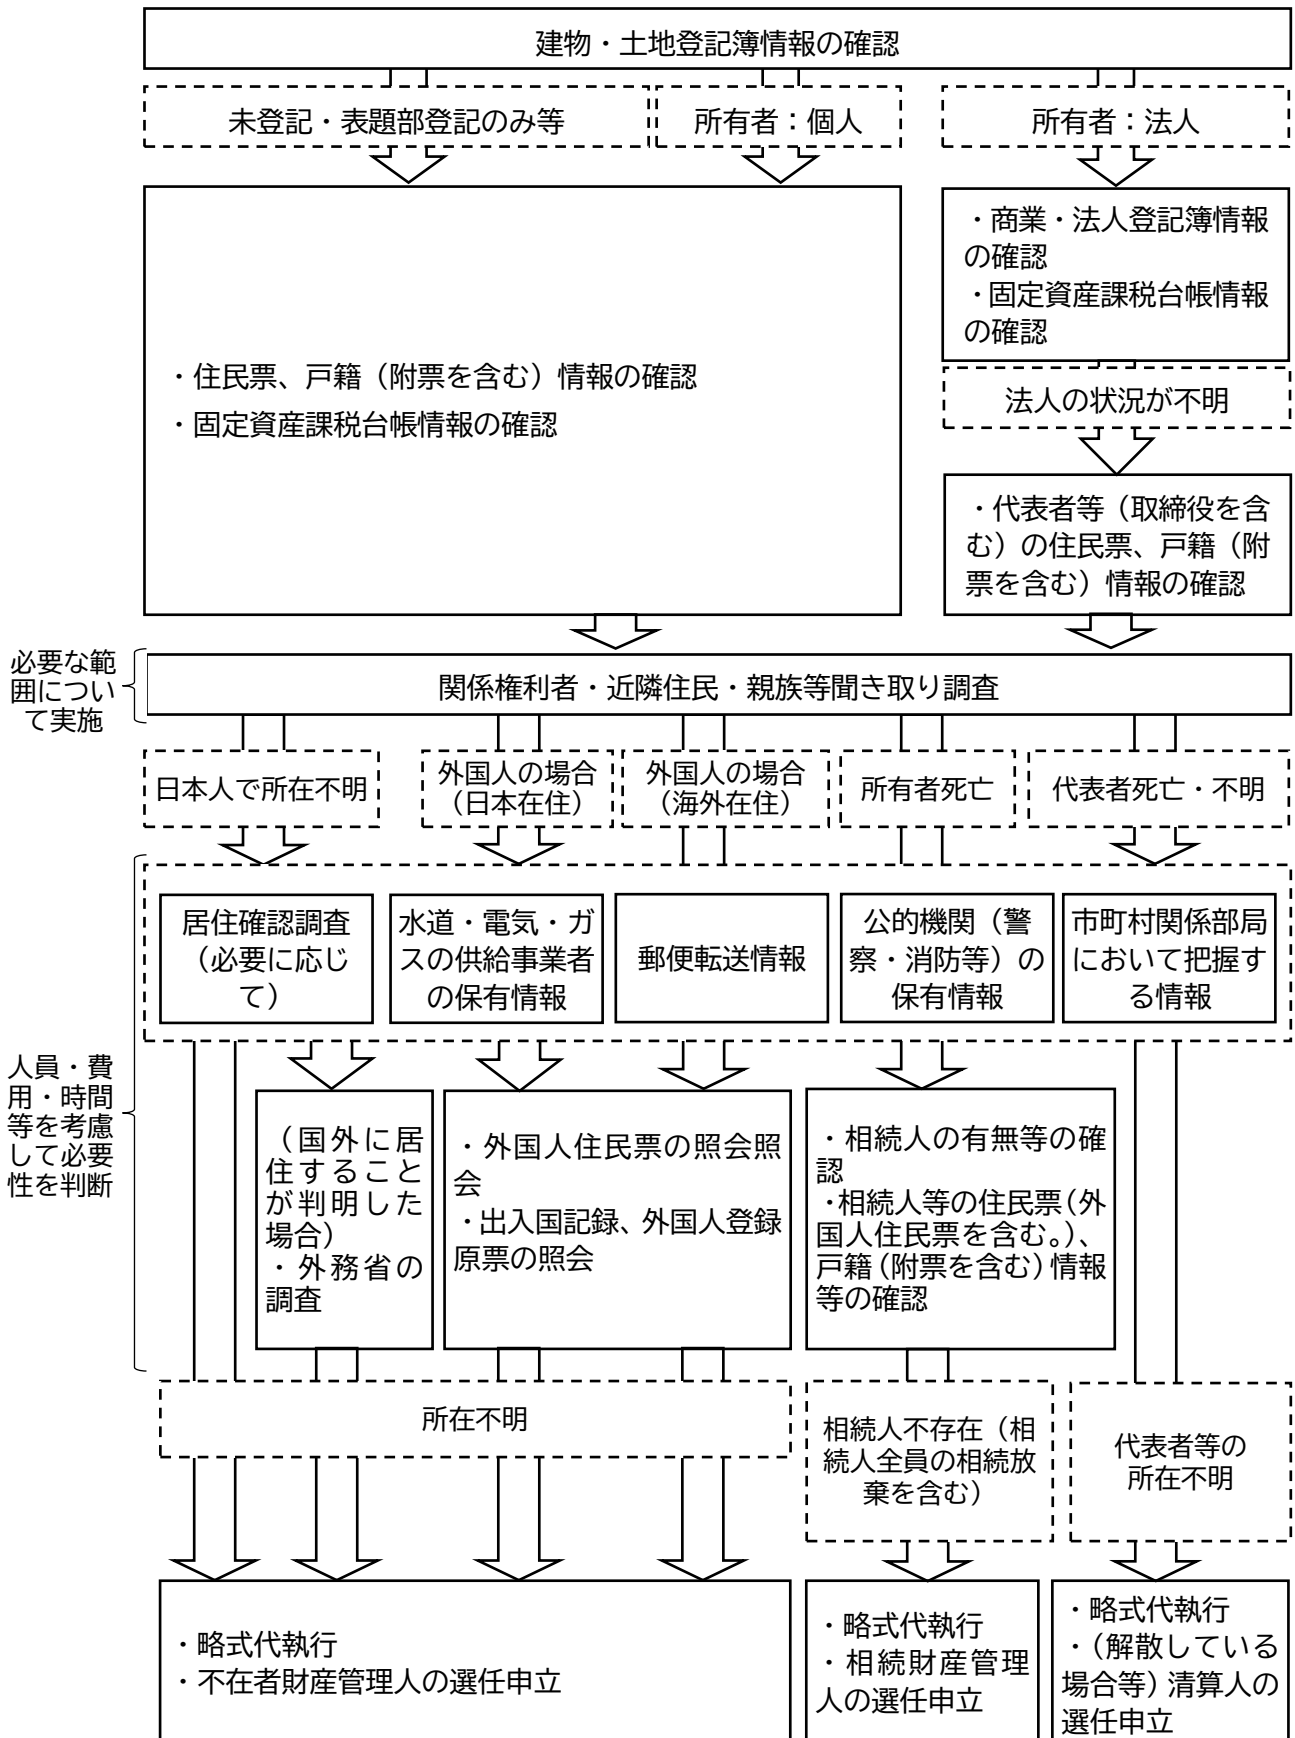 建物・土地登記簿情報の確認
未登記・表題部登記のみ等
所有者：個人
所有者：法人
・住民票、戸籍（附票を含む）情報の確認
・固定資産課税台帳情報の確認
・商業・法人登記簿情報
の確認
・固定資産課税台帳情報
の確認
法人の状況が不明
・代表者等（取締役を含
む）の住民票、戸籍（附
票を含む）情報の確認
必要な範
囲につい
て実施
関係権利者・近隣住民・親族等聞き取り調査
日本人で所在不明
外国人の場合
（日本在住）
外国人の場合
（海外在住）
所有者死亡
代表者死亡・不明
居住確認調査
（必要に応じ
て）
水道・電気・ガ
スの供給事業者
の保有情報
郵便転送情報
公的機関（警
察・消防等）の
保有情報
市町村関係部局
において把握す
る情報
人員・費
用・時間
等を考慮
して必要
性を判断
（国外に居
住すること
が判明した
場合）
・外務省の
調査
・外国人住民票の照会照
会
・出入国記録、外国人登録
原票の照会
・相続人の有無等の確
認
・相続人等の住民票（外
国人住民票を含む。）、
戸籍（附票を含む）情報
等の確認
所在不明
相続人不存在（相
続人全員の相続放
棄を含む）
代表者等の
所在不明
・略式代執行
・不在者財産管理人の選任申立
・略式代執行
・相続財産管理
人の選任申立
・略式代執行
・（解散している
場合等）清算人の
選任申立